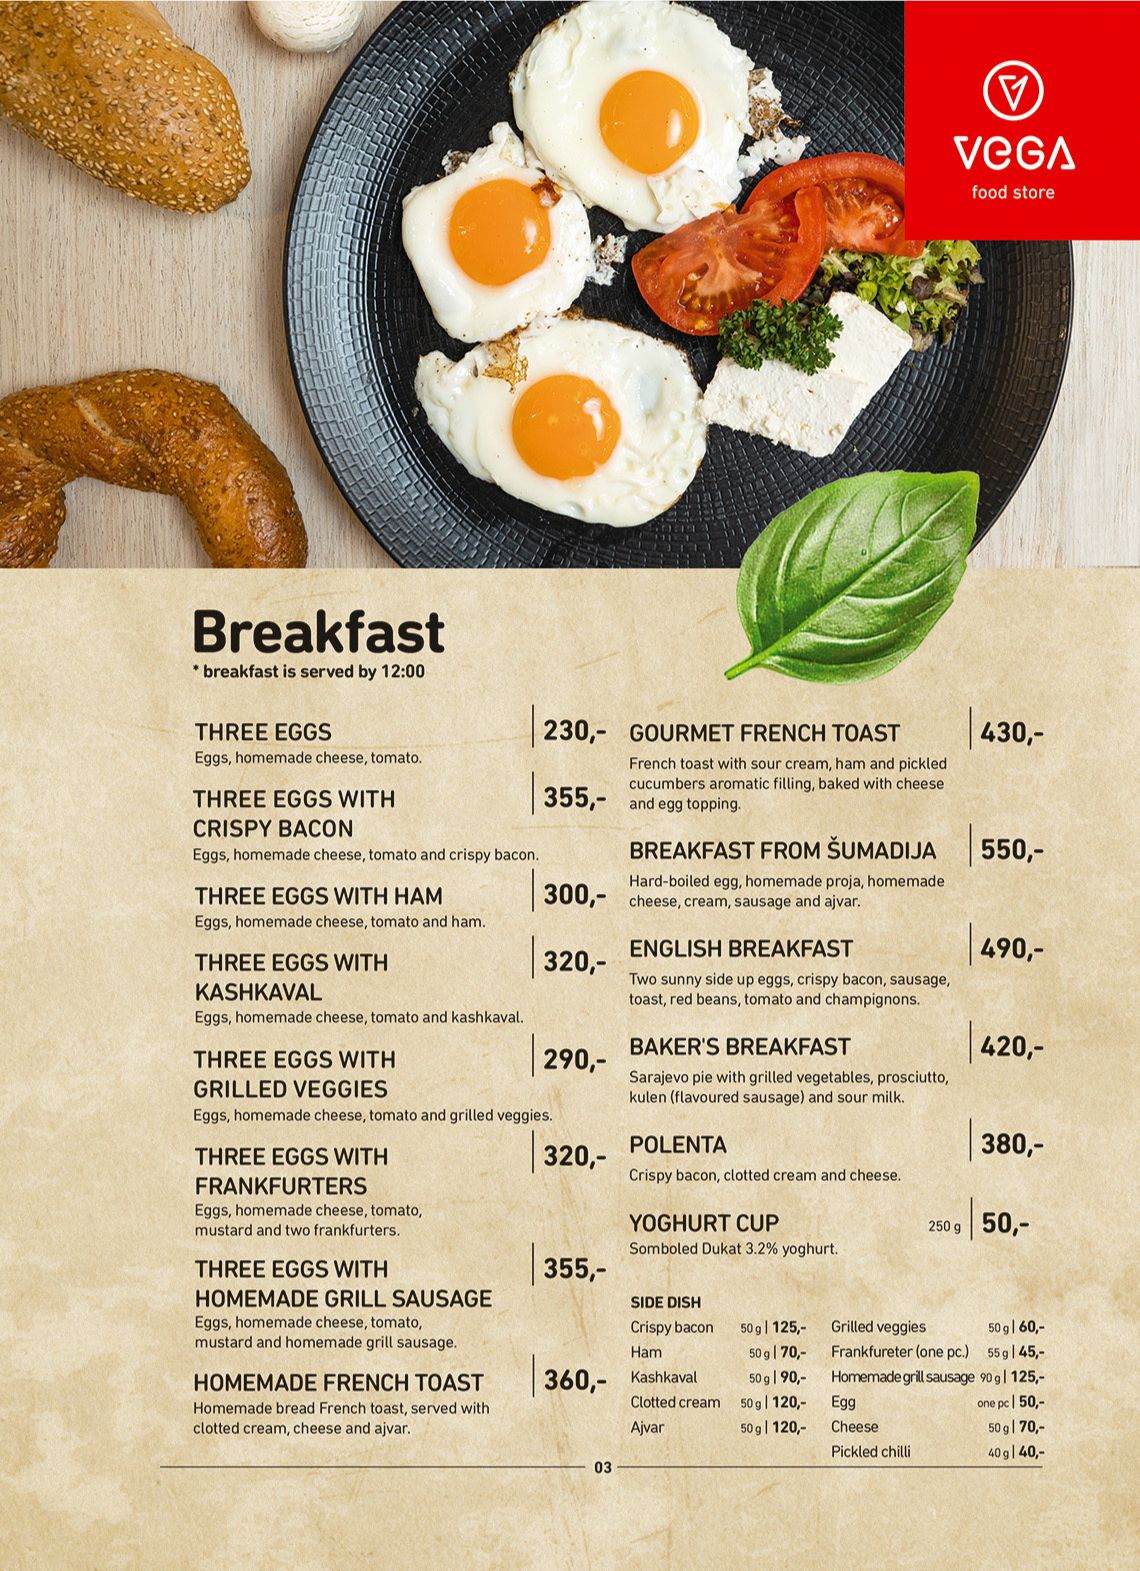 VEGA
food store
Breakfast
* breakfast is served by 12:00
THREE EGGS 230,-
Eggs, homemade cheese, tomato.
THREE EGGS WITH 355,-
CRISPY BACON
Eggs, homemade cheese, tomato and crispy bacon.
THREE EGGS WITH HAM 300,-
Eggs, homemade cheese, tomato and ham.
THREE EGGS WITH 320,-
KASHKAVAL
Eggs, homemade cheese, tomato and kashkaval.
THREE EGGS WITH 290,-
GRILLED VEGGIES
Eggs, homemade cheese, tomato and grilled veggies.
THREE EGGS WITH 320,-
FRANKFURTERS
Eggs, homemade cheese, tomato,
mustard and two frankfurters.
THREE EGGS WITH 355,-
HOMEMADE GRILL SAUSAGE
Eggs, homemade cheese, tomato,
mustard and homemade grill sausage.
HOMEMADE FRENCH TOAST 360,-
Homemade bread French toast, served with
clotted cream, cheese and ajvar.
GOURMET FRENCH TOAST 430,-
French toast with sour cream, ham and pickled
cucumbers aromatic filling, baked with cheese
and egg topping.
BREAKFAST FROM ŠUMADIJA 550,-
Hard-boiled egg, homemade proja, homemade
cheese, cream, sausage and ajvar.
ENGLISH BREAKFAST 490,-
Two sunny side up eggs, crispy bacon, sausage,
toast, red beans, tomato and champignons.
BAKER'S BREAKFAST 420,-
Sarajevo pie with grilled vegetables, prosciutto,
kulen (flavoured sausage) and sour milk.
POLENTA 380,-
Crispy bacon, clotted cream and cheese.
YOGHURT CUP 250 g 50,-
Somboled Dukat 3.2% yoghurt.
SIDE DISH
Crispy bacon 50 g | 125,-
Ham 50 g | 70,-
Kashkaval 50 g | 90,-
Clotted cream 50 g | 120,-
Ajvar 50 g | 120,-
Grilled veggies 50 g | 60,-
Frankfureter (one pc.) 55 g | 45,-
Homemade grill sausage 90 g | 125,-
Egg one pc | 50,-
Cheese 50 g | 70,-
Pickled chilli 40 g | 40,-
03